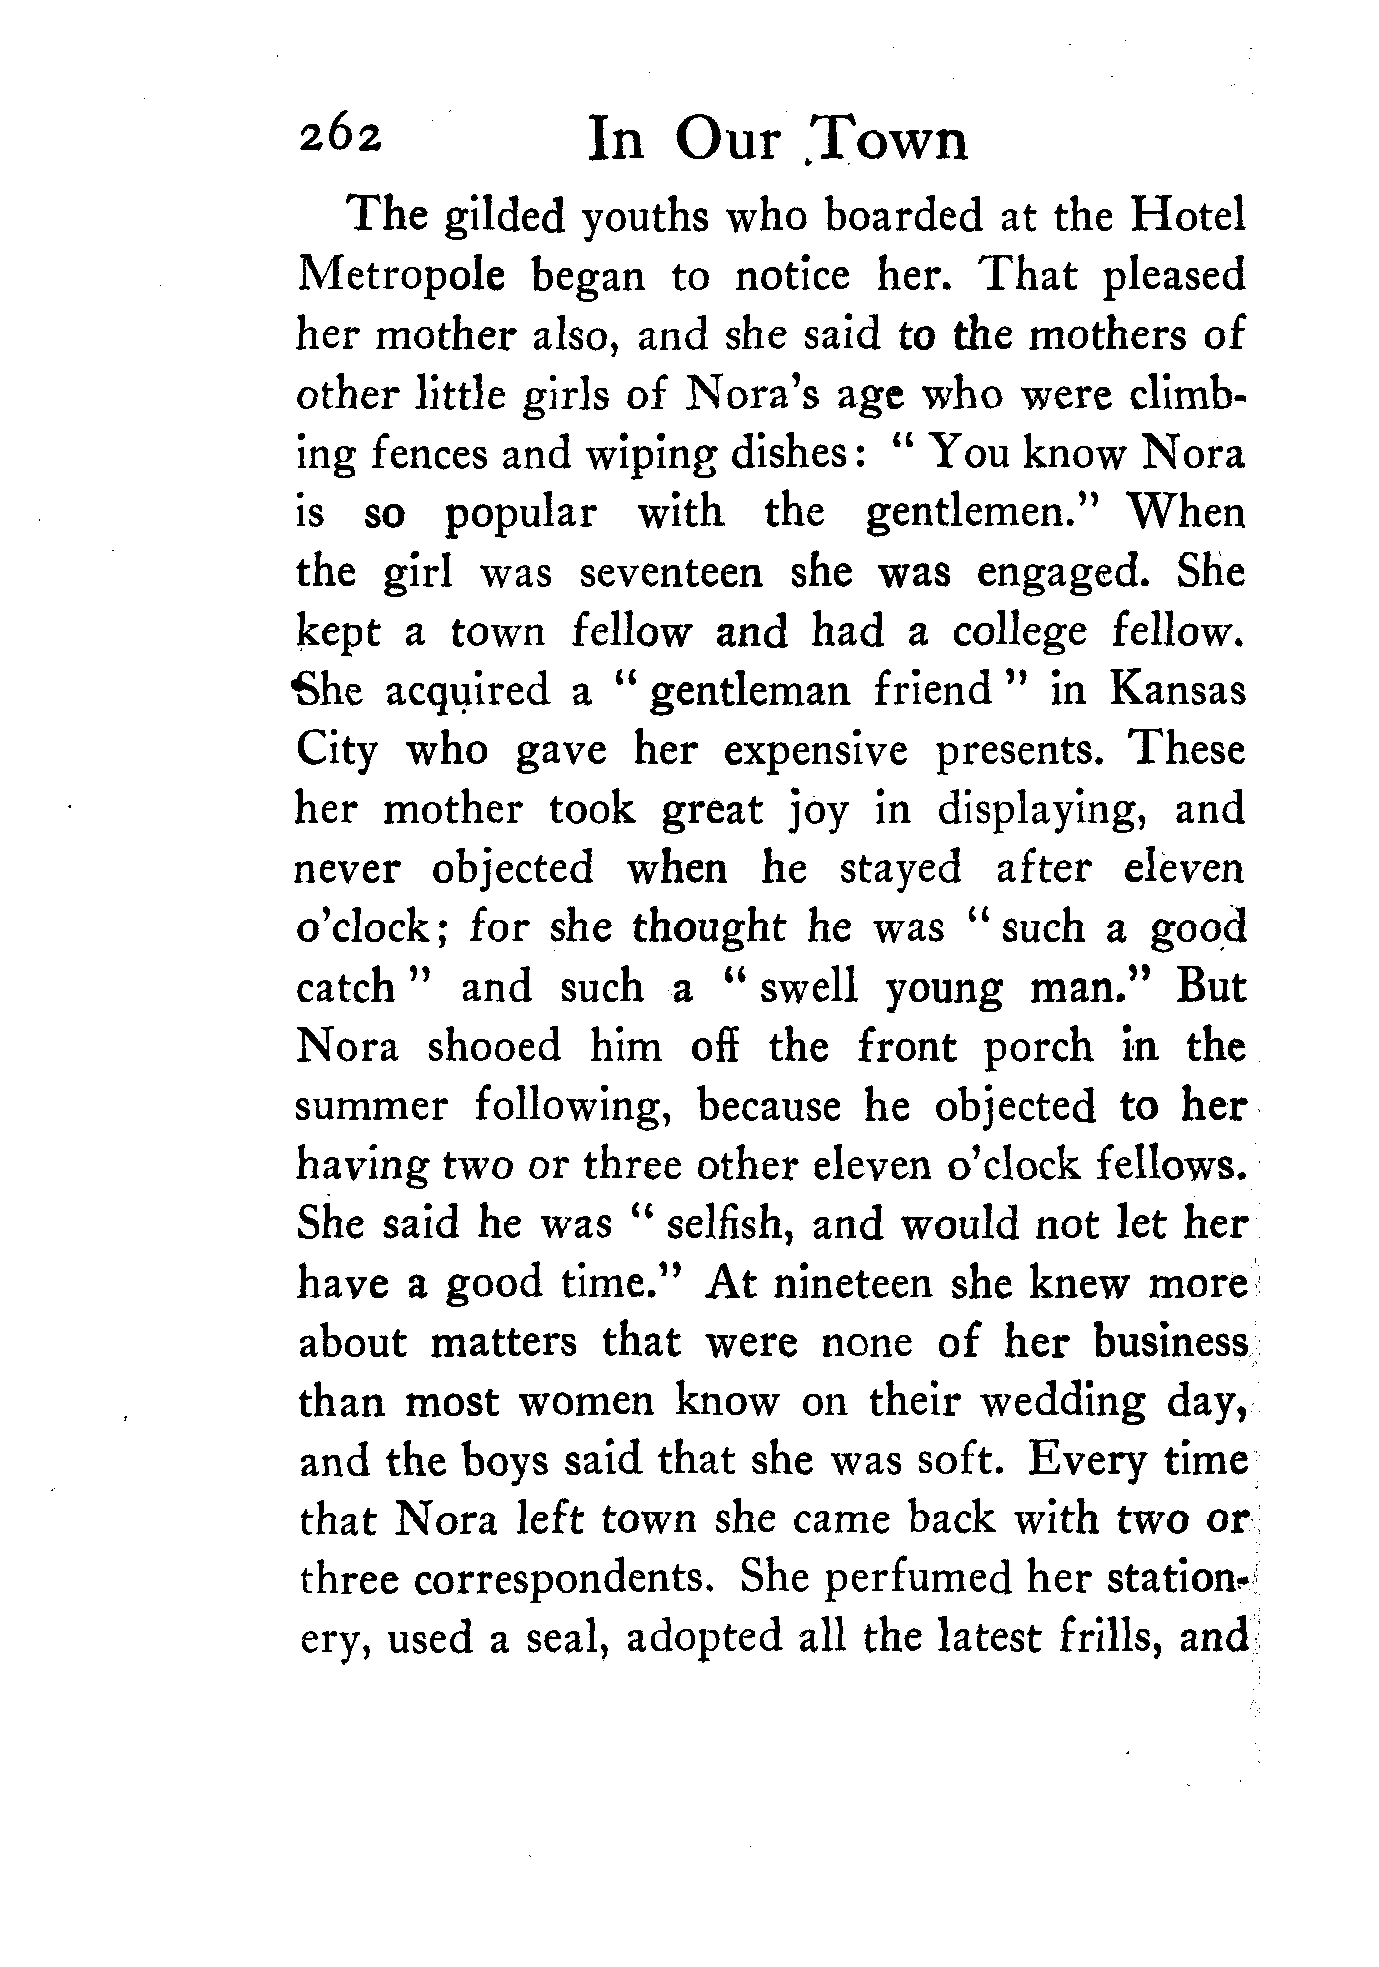 262 In Our Town
The gilded youths who boarded at the Hotel
Metropole began to notice her. That pleased
her mother also, and she said to the mothers of
other little girls of Nora's age who were climb-
ing fences and wiping dishes: " You know Nora
is so popular with the gentlemen." When
the girl was seventeen she was engaged. She
kept a town fellow and had a college fellow.
She acquired a " gentleman friend " in Kansas
City who gave her expensive presents. These
her mother took great joy in displaying, and
never objected when he stayed after eleven
o'clock; for she thought he was " such a good
catch " and such a " swell young man." But
Nora shooed him off the front porch in the
summer following, because he objected to her
having two or three other eleven o'clock fellows.
She said he was " selfish, and would not let her
have a good time." At nineteen she knew more
about matters that were none of her business
than most women know on their wedding day,
and the boys said that she was soft. Every time
that Nora left town she came back with two or
three correspondents. She perfumed her station-
ery, used a seal, adopted all the latest frills, and